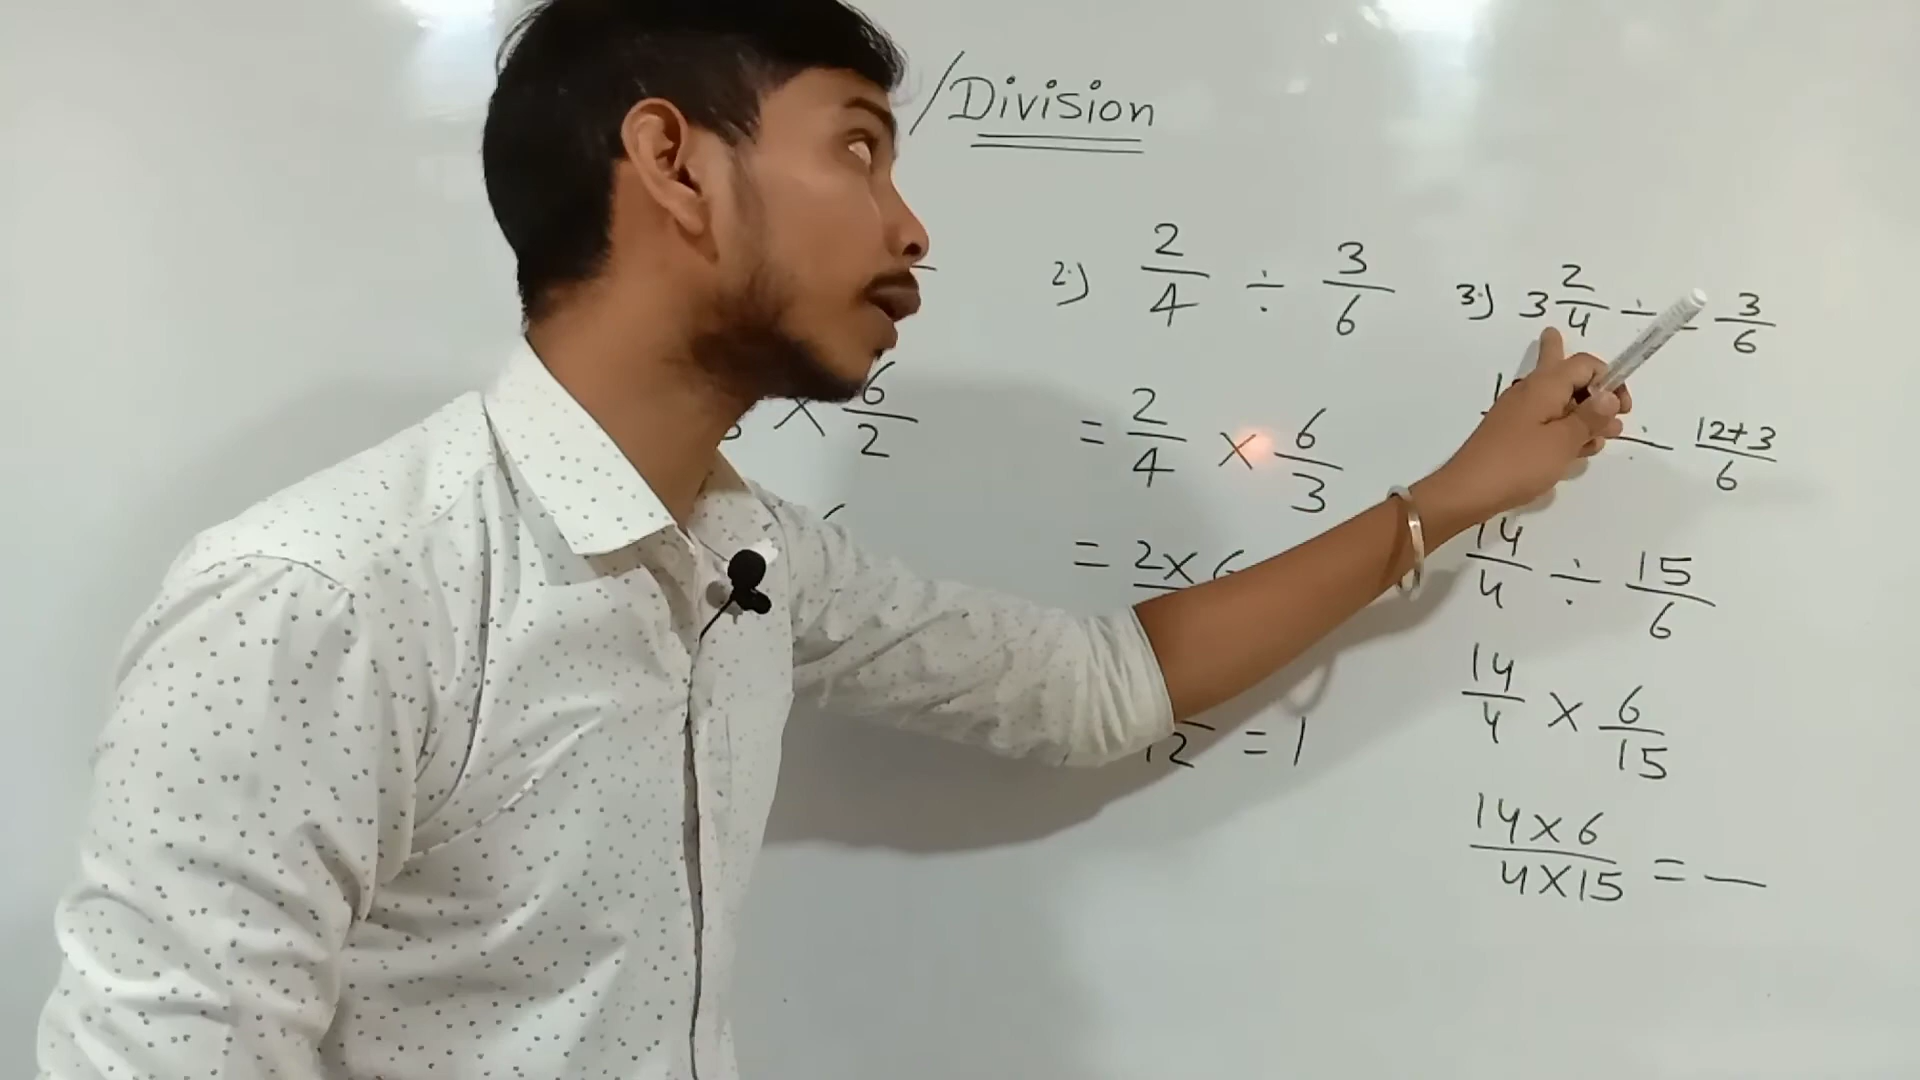 /Division
2.) 2/4 ÷ 3/6
3.) 3 2/4 ÷ 3/6
× 6/2
= 2/4 × 6/3
÷ 12+3/6
= 2×6
14/4 ÷ 15/6
14/4 × 6/15
12 = 1
14×6/4×15 = —